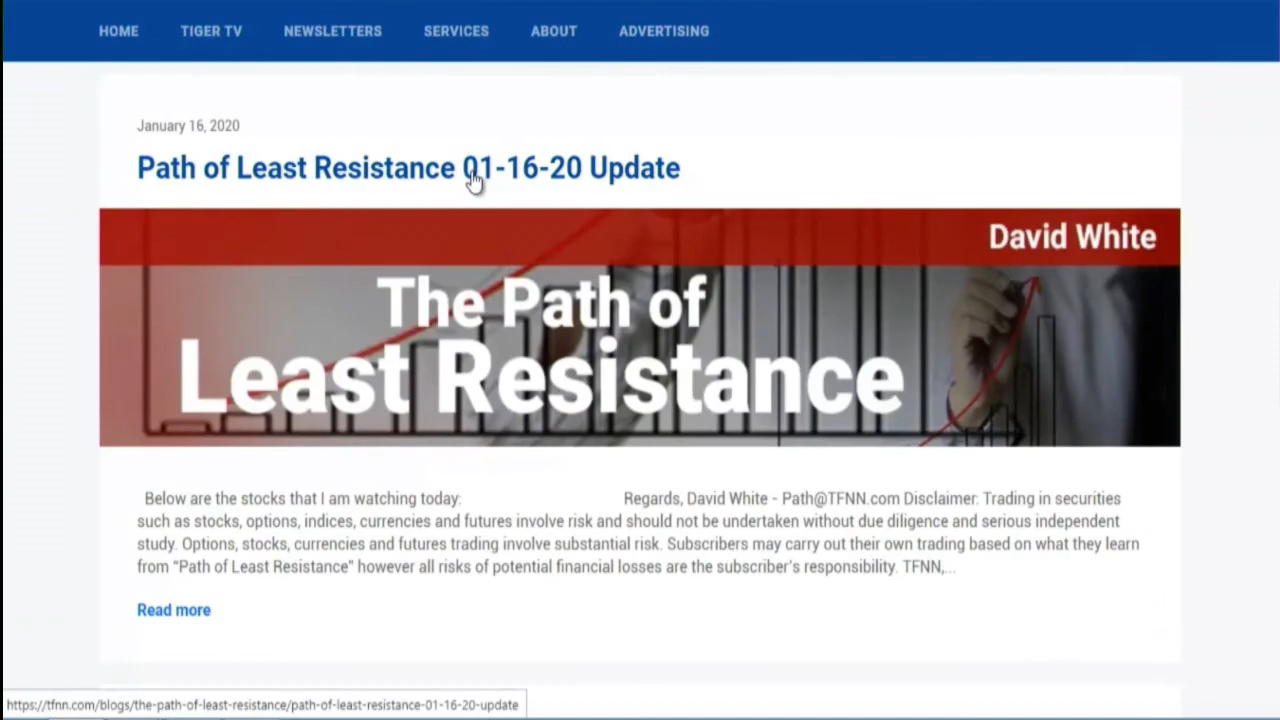 HOME TIGER TV NEWSLETTERS SERVICES ABOUT ADVERTISING
January 16, 2020
Path of Least Resistance 01-16-20 Update
David White
The Path of
Least Resistance
Below are the stocks that I am watching today: Regards, David White - Path@TFNN.com Disclaimer: Trading in securities
such as stocks, options, indices, currencies and futures involve risk and should not be undertaken without due diligence and serious independent
study. Options, stocks, currencies and futures trading involve substantial risk. Subscribers may carry out their own trading based on what they learn
from “Path of Least Resistance” however all risks of potential financial losses are the subscriber’s responsibility. TFNN,...
Read more
https://tfnn.com/blogs/the-path-of-least-resistance/path-of-least-resistance-01-16-20-update